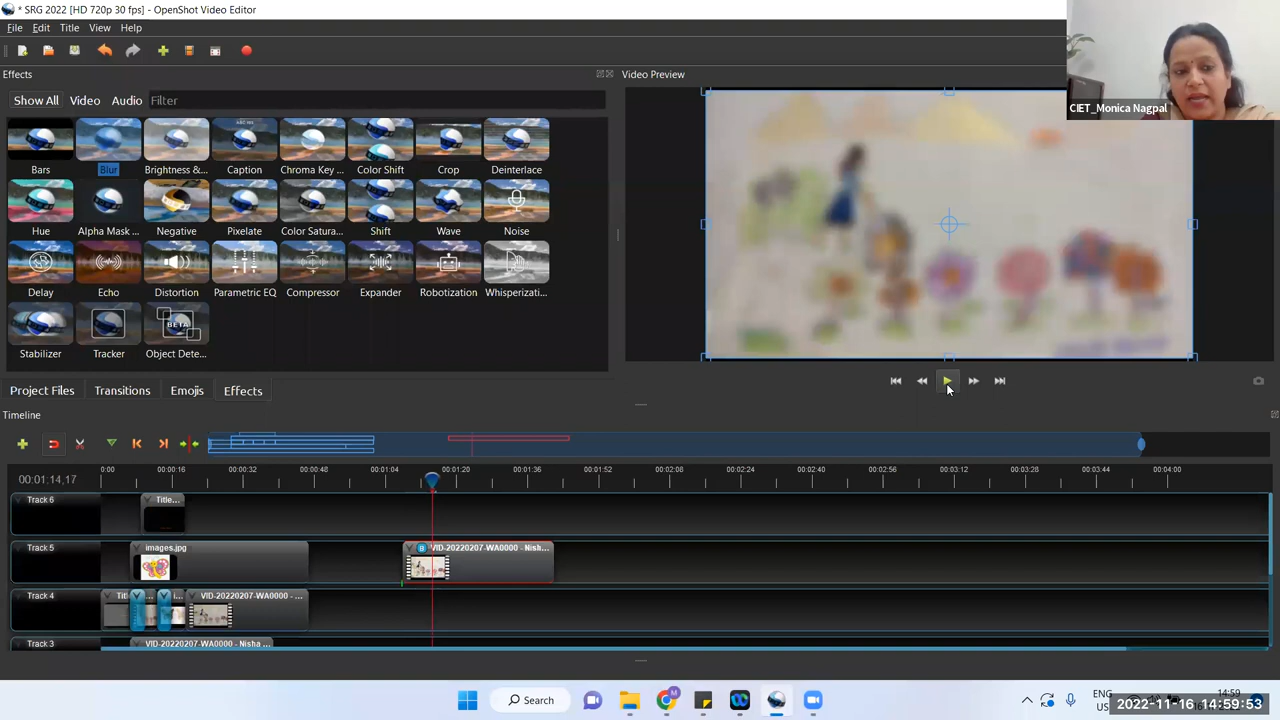 * SRG 2022 [HD 720p 30 fps] - OpenShot Video Editor
File Edit Title View Help
Effects
Video Preview
CIET_Monica Nagpal
Show All Video Audio Filter
Bars Blur Brightness &... Caption Chroma Key ... Color Shift Crop Deinterlace
Hue Alpha Mask ... Negative Pixelate Color Satura... Shift Wave Noise
Delay Echo Distortion Parametric EQ Compressor Expander Robotization Whisperizati...
BETA
Stabilizer Tracker Object Dete...
Project Files Transitions Emojis Effects
Timeline
00:01:14,17
0:00 00:00:16 00:00:32 00:00:48 00:01:04 00:01:20 00:01:36 00:01:52 00:02:08 00:02:24 00:02:40 00:02:56 00:03:12 00:03:28 00:03:44 00:04:00
Track 6 Title...
Track 5 images.jpg B VID-20220207-WA0000 - Nish...
Track 4 VID-20220207-WA0000 - ...
Track 3 VID-20220207-WA0000 - Nisha ...
Search
ENG
14:59
2022-11-16 14:59:53